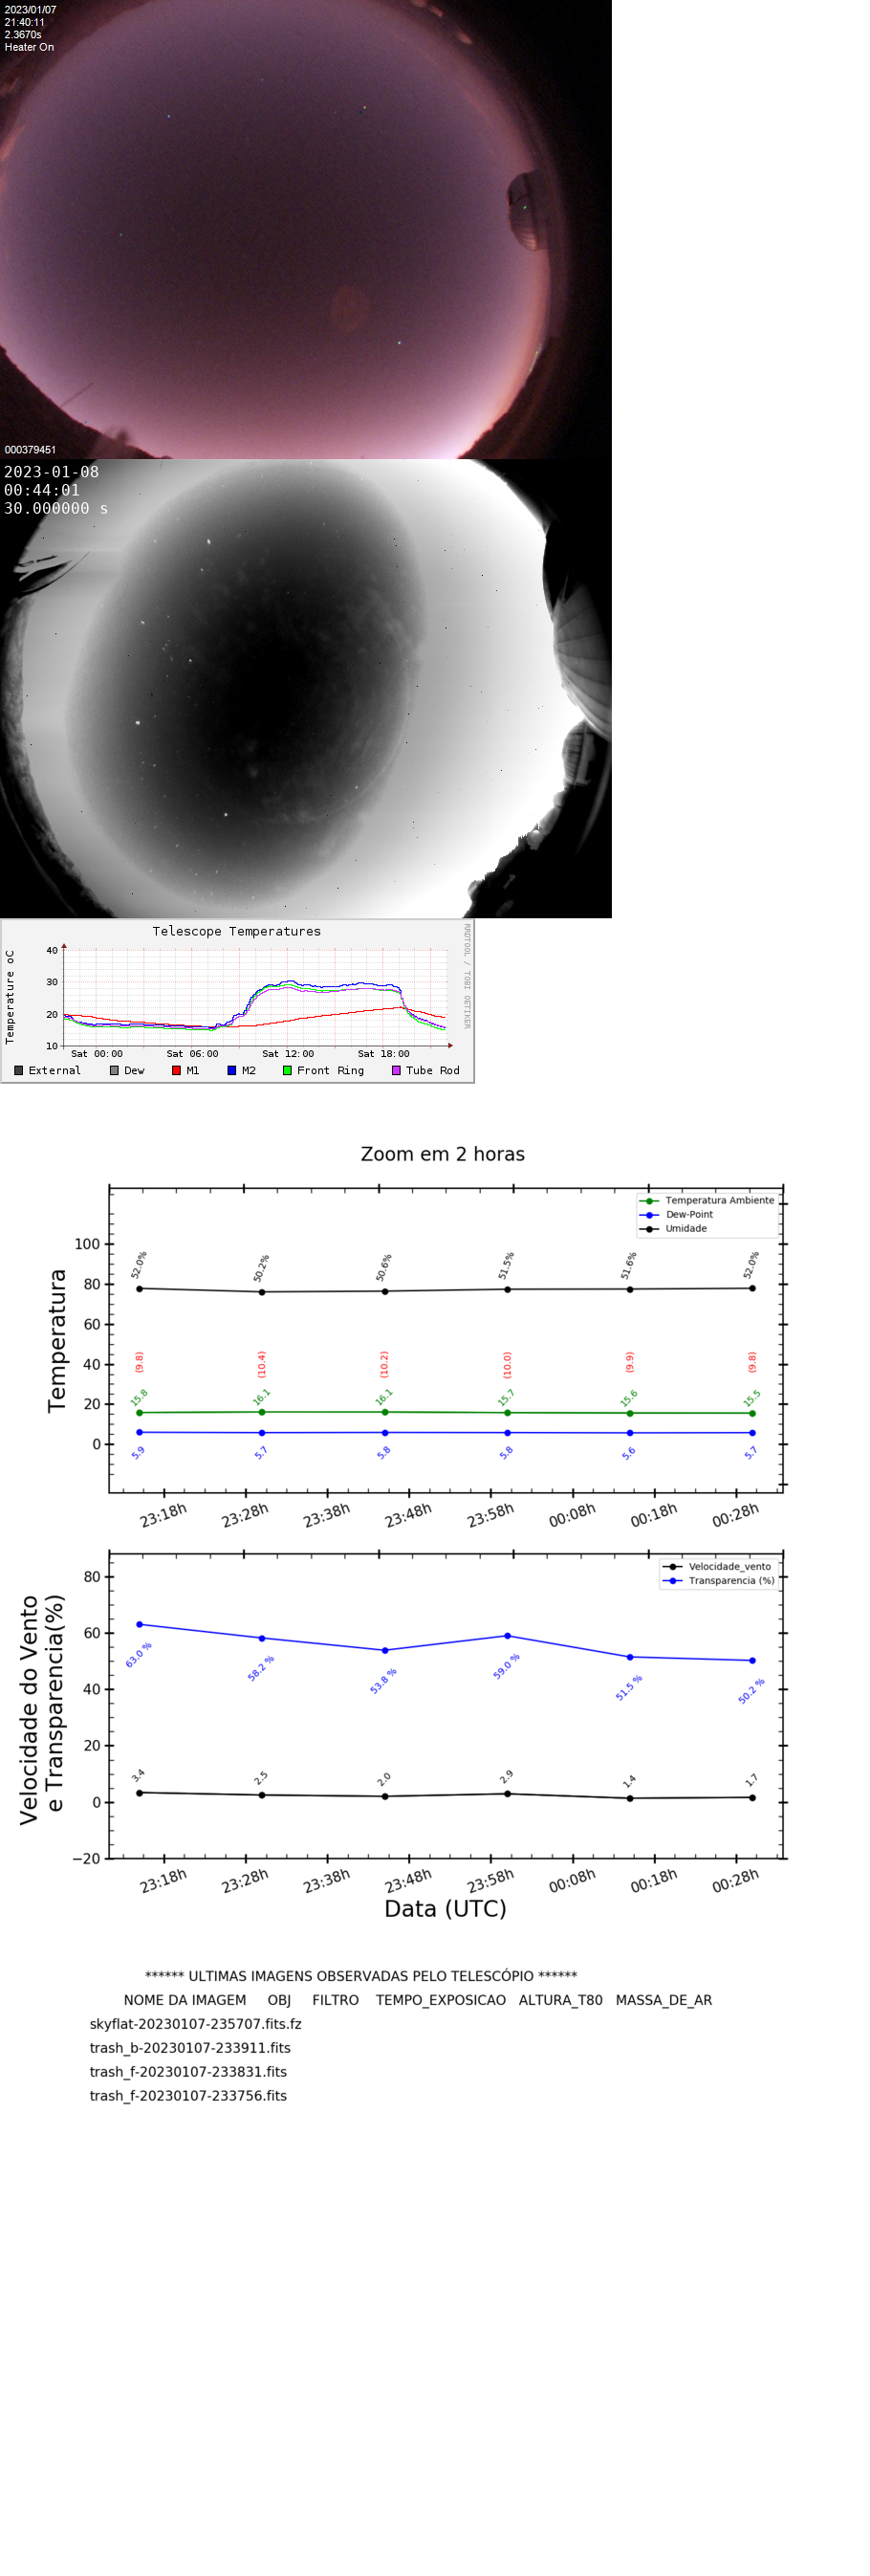 2023/01/07
21:40:11
2.3670s
Heater On
000379451
2023-01-08
00:44:01
30.000000 s
Telescope Temperatures
RRDTOOL / TOBI OETIKER
Temperature oC
40
30
20
10
Sat 00:00 Sat 06:00 Sat 12:00 Sat 18:00
External Dew M1 M2 Front Ring Tube Rod
Zoom em 2 horas
Temperatura Ambiente
Dew-Point
Umidade
Temperatura
100
80
60
40
20
0
52.0% 50.2% 50.6% 51.5% 51.6% 52.0%
(9.8) (10.4) (10.2) (10.0) (9.9) (9.8)
15.8 16.1 16.1 15.7 15.6 15.5
5.9 5.7 5.8 5.8 5.6 5.7
23:18h 23:28h 23:38h 23:48h 23:58h 00:08h 00:18h 00:28h
Velocidade_vento
Transparencia (%)
Velocidade do Vento
e Transparencia(%)
80
60
40
20
0
−20
63.0 % 58.2 % 53.8 % 59.0 % 51.5 % 50.2 %
3.4 2.5 2.0 2.9 1.4 1.7
23:18h 23:28h 23:38h 23:48h 23:58h 00:08h 00:18h 00:28h
Data (UTC)
****** ULTIMAS IMAGENS OBSERVADAS PELO TELESCÓPIO ******
NOME DA IMAGEM OBJ FILTRO TEMPO_EXPOSICAO ALTURA_T80 MASSA_DE_AR
skyflat-20230107-235707.fits.fz
trash_b-20230107-233911.fits
trash_f-20230107-233831.fits
trash_f-20230107-233756.fits